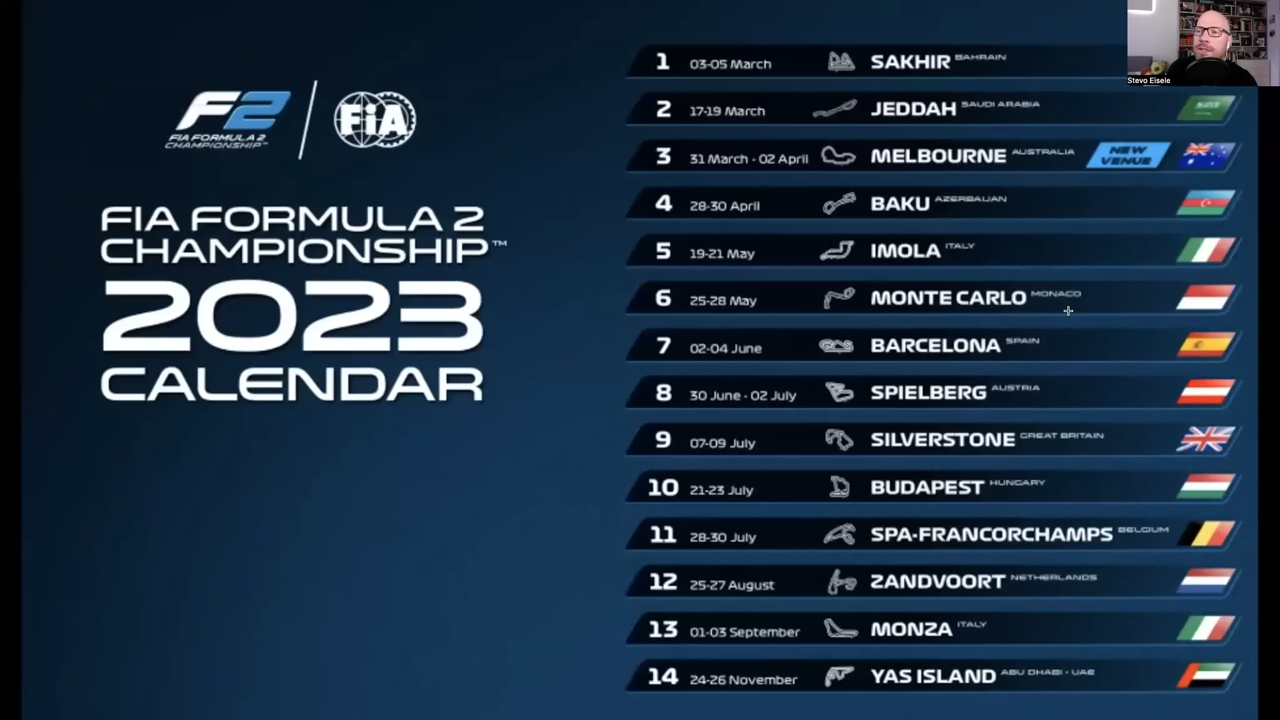 F2
FIA FORMULA 2
CHAMPIONSHIP™
FiA
FIA FORMULA 2
CHAMPIONSHIP™
2023
CALENDAR
1 03-05 March SAKHIR BAHRAIN
2 17-19 March JEDDAH SAUDI ARABIA
3 31 March - 02 April MELBOURNE AUSTRALIA NEW VENUE
4 28-30 April BAKU AZERBAIJAN
5 19-21 May IMOLA ITALY
6 25-28 May MONTE CARLO MONACO
7 02-04 June BARCELONA SPAIN
8 30 June - 02 July SPIELBERG AUSTRIA
9 07-09 July SILVERSTONE GREAT BRITAIN
10 21-23 July BUDAPEST HUNGARY
11 28-30 July SPA-FRANCORCHAMPS BELGIUM
12 25-27 August ZANDVOORT NETHERLANDS
13 01-03 September MONZA ITALY
14 24-26 November YAS ISLAND ABU DHABI - UAE
Stevo Eisele